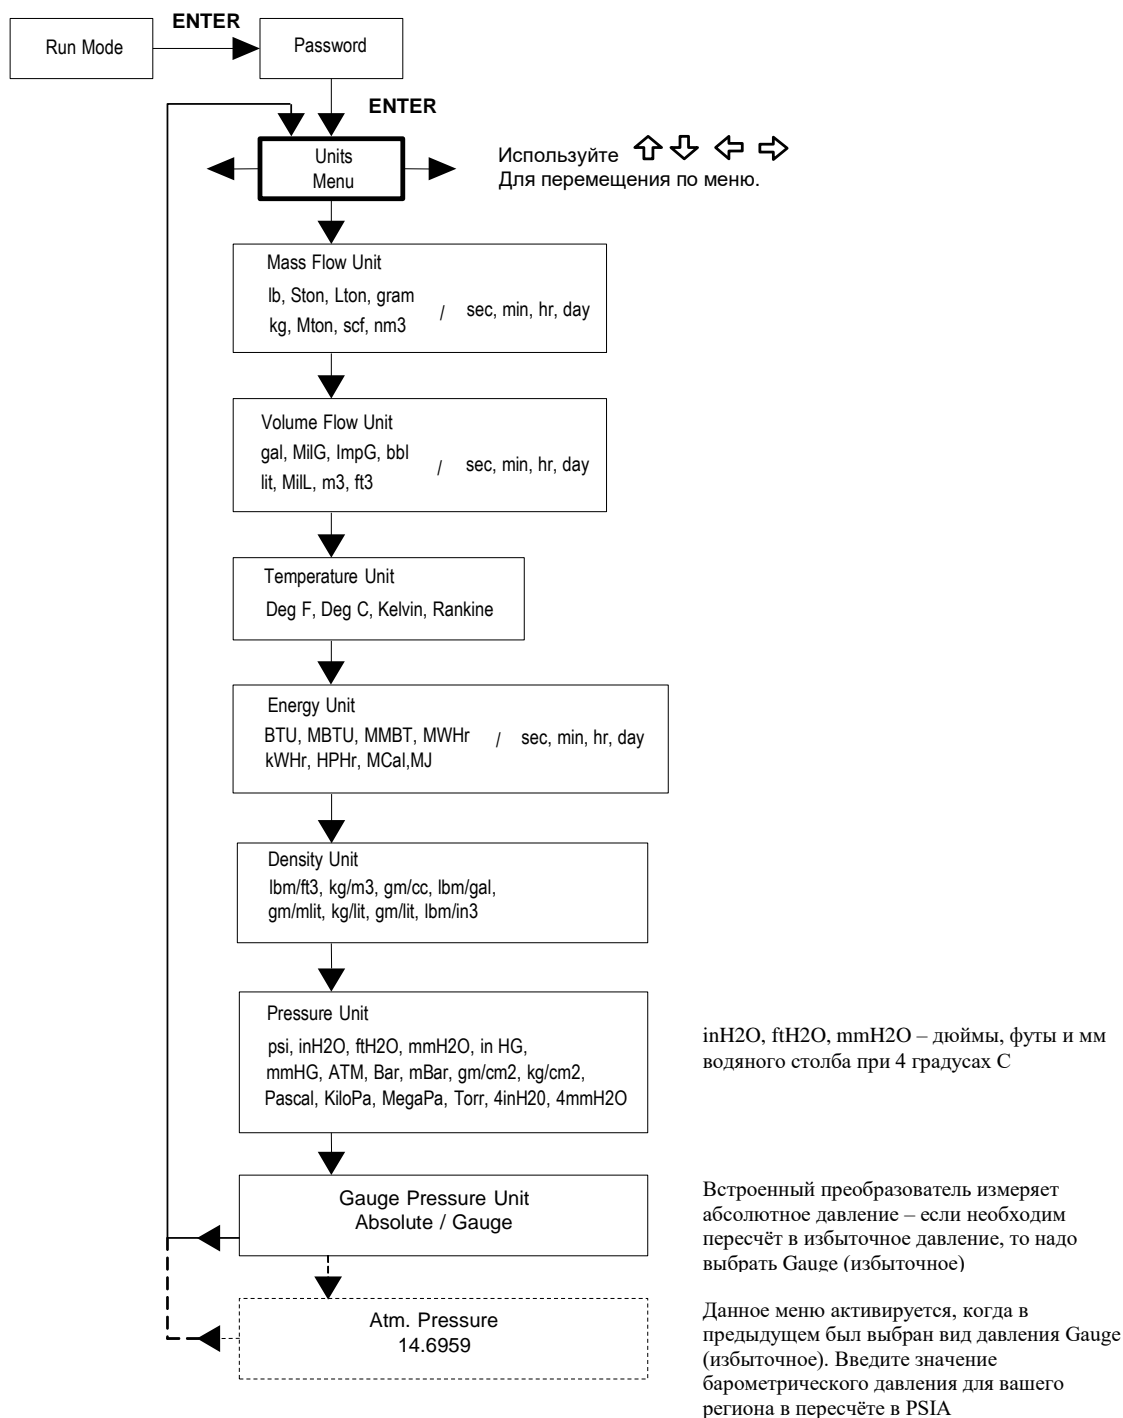 ENTER
Run Mode
Password
ENTER
Units
Menu
Используйте
Для перемещения по меню.
Mass Flow Unit
lb, Ston, Lton, gram
kg, Mton, scf, nm3
/ sec, min, hr, day
Volume Flow Unit
gal, MilG, ImpG, bbl
lit, MilL, m3, ft3
/ sec, min, hr, day
Temperature Unit
Deg F, Deg C, Kelvin, Rankine
Energy Unit
BTU, MBTU, MMBT, MWHr
/ sec, min, hr, day
kWHr, HPHr, MCal,MJ
Density Unit
lbm/ft3, kg/m3, gm/cc, lbm/gal,
gm/mlit, kg/lit, gm/lit, lbm/in3
Pressure Unit
psi, inH2O, ftH2O, mmH2O, in HG,
mmHG, ATM, Bar, mBar, gm/cm2, kg/cm2,
Pascal, KiloPa, MegaPa, Torr, 4inH20, 4mmH2O
inH2O, ftH2O, mmH2O – дюймы, футы и мм
водяного столба при 4 градусах С
Gauge Pressure Unit
Absolute / Gauge
Встроенный преобразователь измеряет
абсолютное давление – если необходим
пересчёт в избыточное давление, то надо
выбрать Gauge (избыточное)
Atm. Pressure
14.6959
Данное меню активируется, когда в
предыдущем был выбран вид давления Gauge
(избыточное). Введите значение
барометрического давления для вашего
региона в пересчёте в PSIA